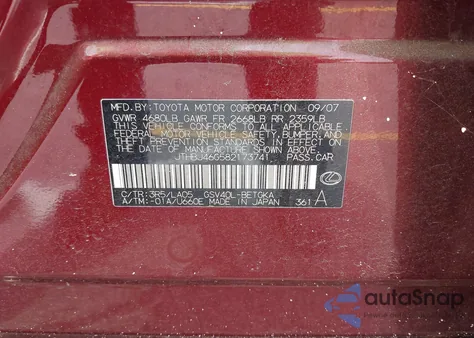 MFD. BY: TOYOTA MOTOR CORPORATION 09/07
GVWR 4680LB GAWR FR 2668LB RR 2359LB
THIS VEHICLE CONFORMS TO ALL APPLICABLE
FEDERAL MOTOR VEHICLE SAFETY, BUMPER, AND
THEFT PREVENTION STANDARDS IN EFFECT ON
THE DATE OF MANUFACTURE SHOWN ABOVE.
JTHBJ46G582173741 PASS. CAR
C/TR: 3R5/LA05 GSV40L-BETGKA
A/TM: -01A/U660E MADE IN JAPAN 361 A
autoSnap